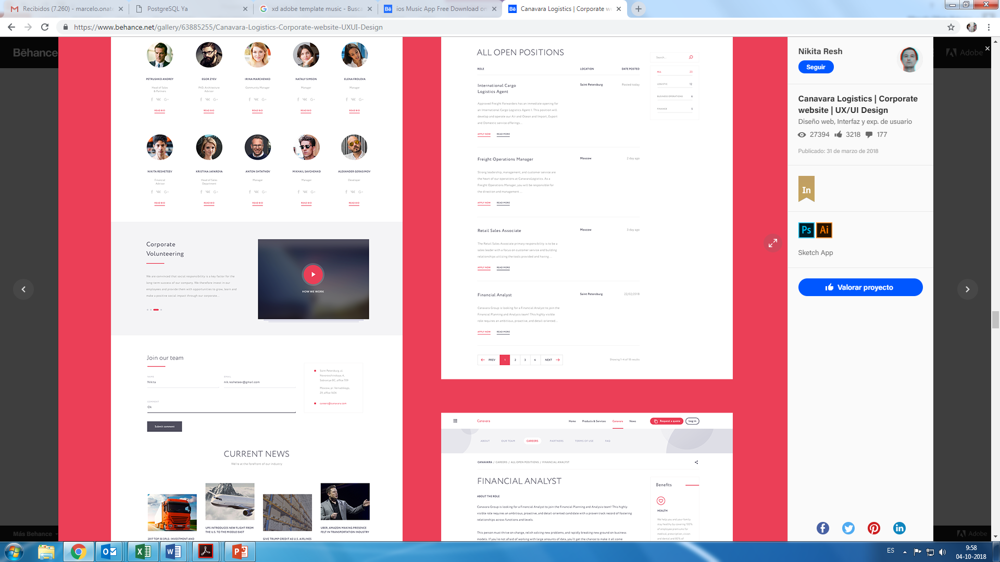 Recibidos (7.260) - marcelo.onate
PostgreSQL Ya
xd adobe template music - Busca
ios Music App Free Download on
Canavara Logistics | Corporate w
https://www.behance.net/gallery/63885255/Canavara-Logistics-Corporate-website-UXUI-Design
Bēhance
Adobe
PETRUSHKO ANDREY
Head of Sales
& Partners
READ BIO
EGOR ZYEV
PhD, Architecture
Advisor
READ BIO
IRINA MARCHENKO
Community Manager
READ BIO
NATALY SIMSON
Manager
READ BIO
ELENA FROLOVA
Manager
READ BIO
NIKITA RESHETEEV
Financial
Advisor
READ BIO
KRISTINA JAFAROVA
Head of Sales
Department
READ BIO
ANTON SHTATNOV
Manager
READ BIO
MIKHAIL SAVCHENKO
Manager
READ BIO
ALEXANDER GERASIMOV
Developer
READ BIO
Corporate
Volunteering
We are convinced that social responsibility is a key factor for the
long-term success of our company. We therefore invest in our
employees and provide them with opportunities to grow, learn and
make a positive social impact through our corporate...
HOW WE WORK
Join our team
NAME
Nikita
EMAIL
nik.resheteev@gmail.com
COMMENT
Ok
Submit comment
Saint Petersburg, ul.
Sobraniye BC, office 709
Moscow, pr. Vernadskogo,
29, office 1604
careers@canavara.com
CURRENT NEWS
We're at the forefront of our industry
2017 TOP 50 3PLS: INVESTMENT AND
UPS INTRODUCES NEW FLIGHT FROM
THE U.S. TO THE MIDDLE EAST
GIVE TRUMP CREDIT AS U.S. AIRLINES
UBER, AMAZON MAKING PRESENCE
FELT IN TRANSPORTATION INDUSTRY
ALL OPEN POSITIONS
ROLE
LOCATION
DATE POSTED
International Cargo
Logistics Agent
Saint Petersburg
Posted today
Approved Freight Forwarders has an immediate opening for
an International Cargo Logistics Agent I. This position will
develop and operate our Air and Ocean and Import, Export
and Domestic service offerings...
APPLY NOW
READ MORE
Freight Operations Manager
Moscow
2 day ago
Strong leadership, management, and customer service are
the heart of our operations at CanavaraLogistics. As a
Freight Operations Manager, you will be responsible for
the direction and management ...
APPLY NOW
READ MORE
Retail Sales Associate
Moscow
3 day ago
The Retail Sales Associate primary responsibility is to be a
sales leader with a focus on customer service and building
relationships utilizing the tools provided and having ...
APPLY NOW
READ MORE
Financial Analyst
Saint Petersburg
22/02/2018
Canavara Group is looking for a Financial Analyst to join the
Financial Planning and Analysis team! This highly visible
role requires an ambitious, proactive, and detail-oriented...
APPLY NOW
READ MORE
PREV
1
2
3
4
NEXT
Showing 1-4 of 18 results
Search...
ALL 23
LOGISTIC 12
BUSINESS OPERATIONS 6
FINANCE 5
Canavara
Home
Products & Services
Canavara
News
Request a quote
Log in
ABOUT
OUR TEAM
CAREERS
PARTNERS
TERMS OF USE
FAQ
CANAVARA / CAREERS / ALL OPEN POSITIONS / FINANCIAL ANALYST
FINANCIAL ANALYST
ABOUT THE ROLE
Canavara Group is looking for a Financial Analyst to join the Financial Planning and Analysis team! This highly
visible role requires an ambitious, proactive, and detail-oriented candidate with a proven track record of fostering
relationships across functions and levels.
This person must thrive on change, relish solving new problems, and rapidly breaking new ground on business
models. If you're not afraid of working with large amounts of data, you'll get the chance to make it all come
Benefits
HEALTH
We help you and your family
stay healthy by covering 100%
of employee premiums for
medical, prescription, vision
and dental and 80% of
Nikita Resh
Seguir
Canavara Logistics | Corporate
website | UX/UI Design
Diseño web, Interfaz y exp. de usuario
27394
3218
177
Publicado: 31 de marzo de 2018
In
Ps
Ai
Sketch App
Valorar proyecto
Más Behance
Adobe
ES
9:58
04-10-2018